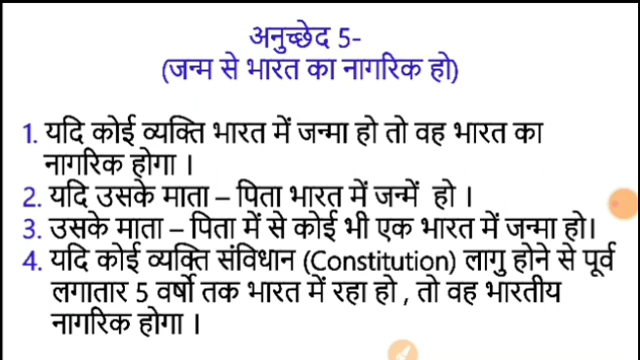 अनुच्छेद 5-
(जन्म से भारत का नागरिक हो)
1. यदि कोई व्यक्ति भारत में जन्मा हो तो वह भारत का
नागरिक होगा ।
2. यदि उसके माता – पिता भारत में जन्में हो ।
3. उसके माता – पिता में से कोई भी एक भारत में जन्मा हो।
4. यदि कोई व्यक्ति संविधान (Constitution) लागु होने से पूर्व
लगातार 5 वर्षो तक भारत में रहा हो , तो वह भारतीय
नागरिक होगा ।